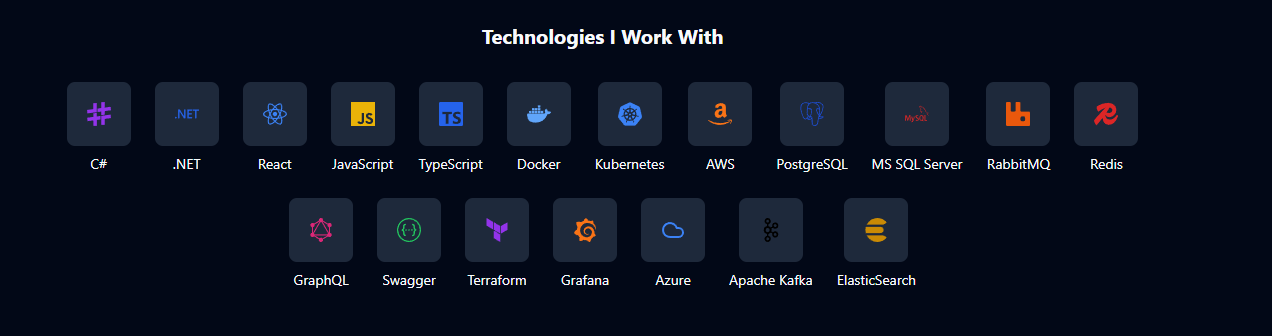 Technologies I Work With
.NET JS TS a MySQL
C# .NET React JavaScript TypeScript Docker Kubernetes AWS PostgreSQL MS SQL Server RabbitMQ Redis
GraphQL Swagger Terraform Grafana Azure Apache Kafka ElasticSearch